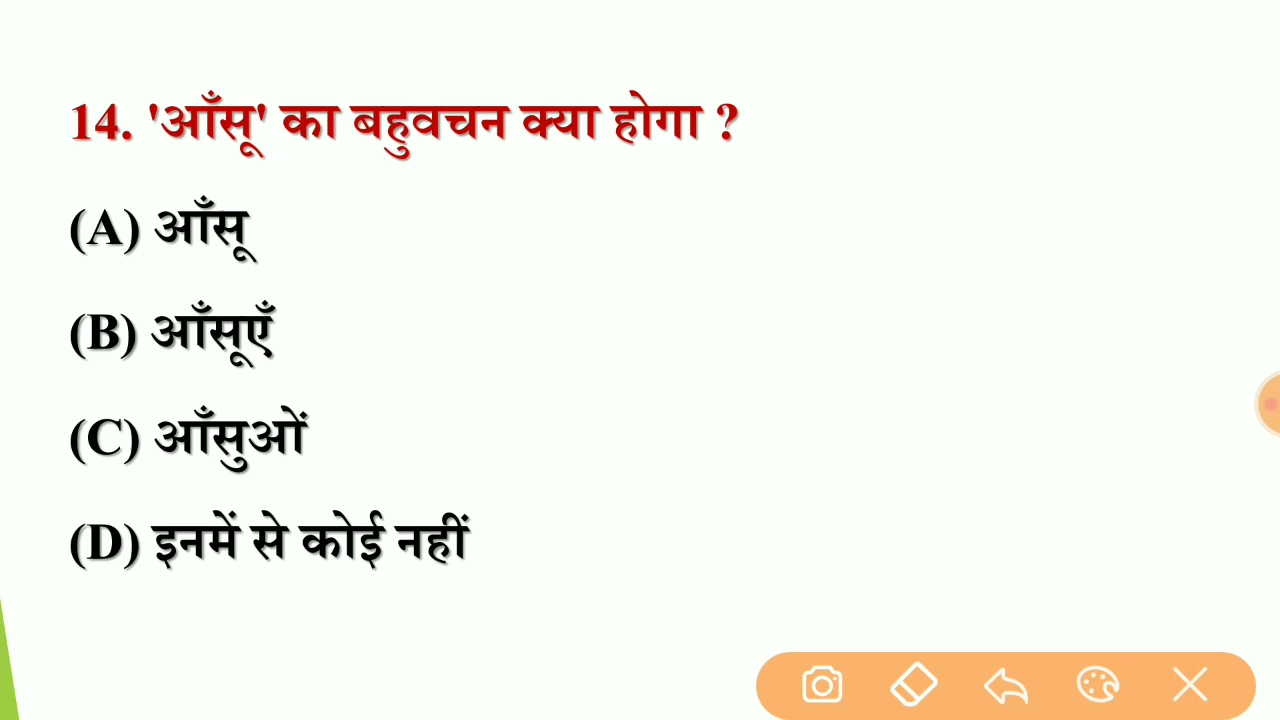 14. 'आँसू' का बहुवचन क्या होगा ?
(A) आँसू
(B) आँसूएँ
(C) आँसुओं
(D) इनमें से कोई नहीं